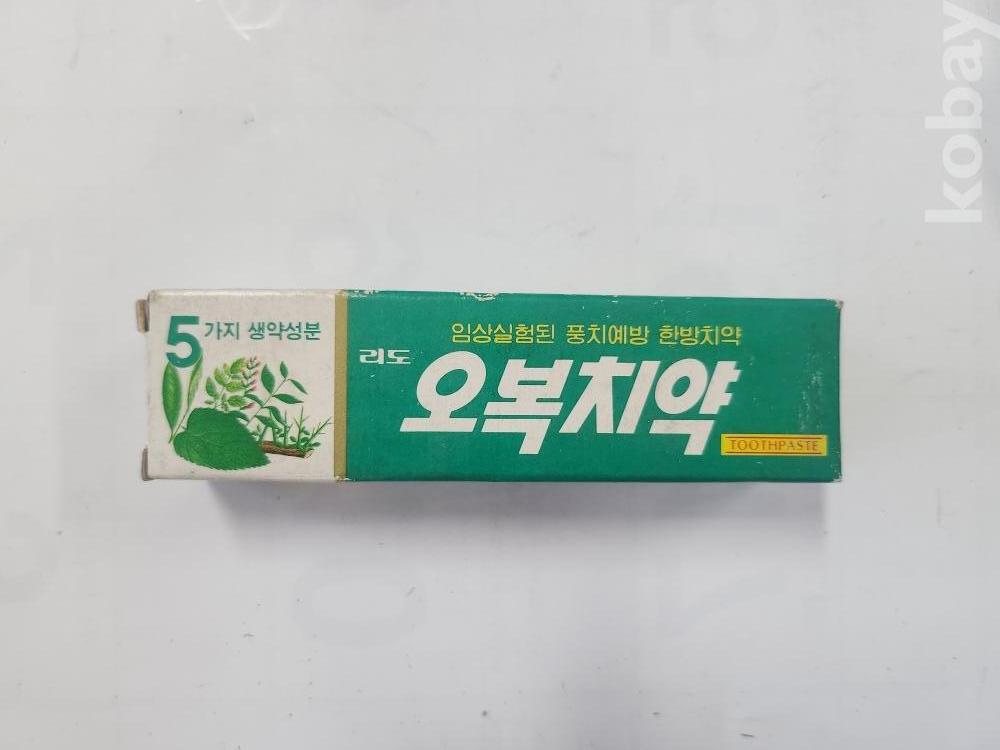 5가지 생약성분
임상실험된 풍치예방 한방치약
리도
오복치약
TOOTHPASTE
kobay